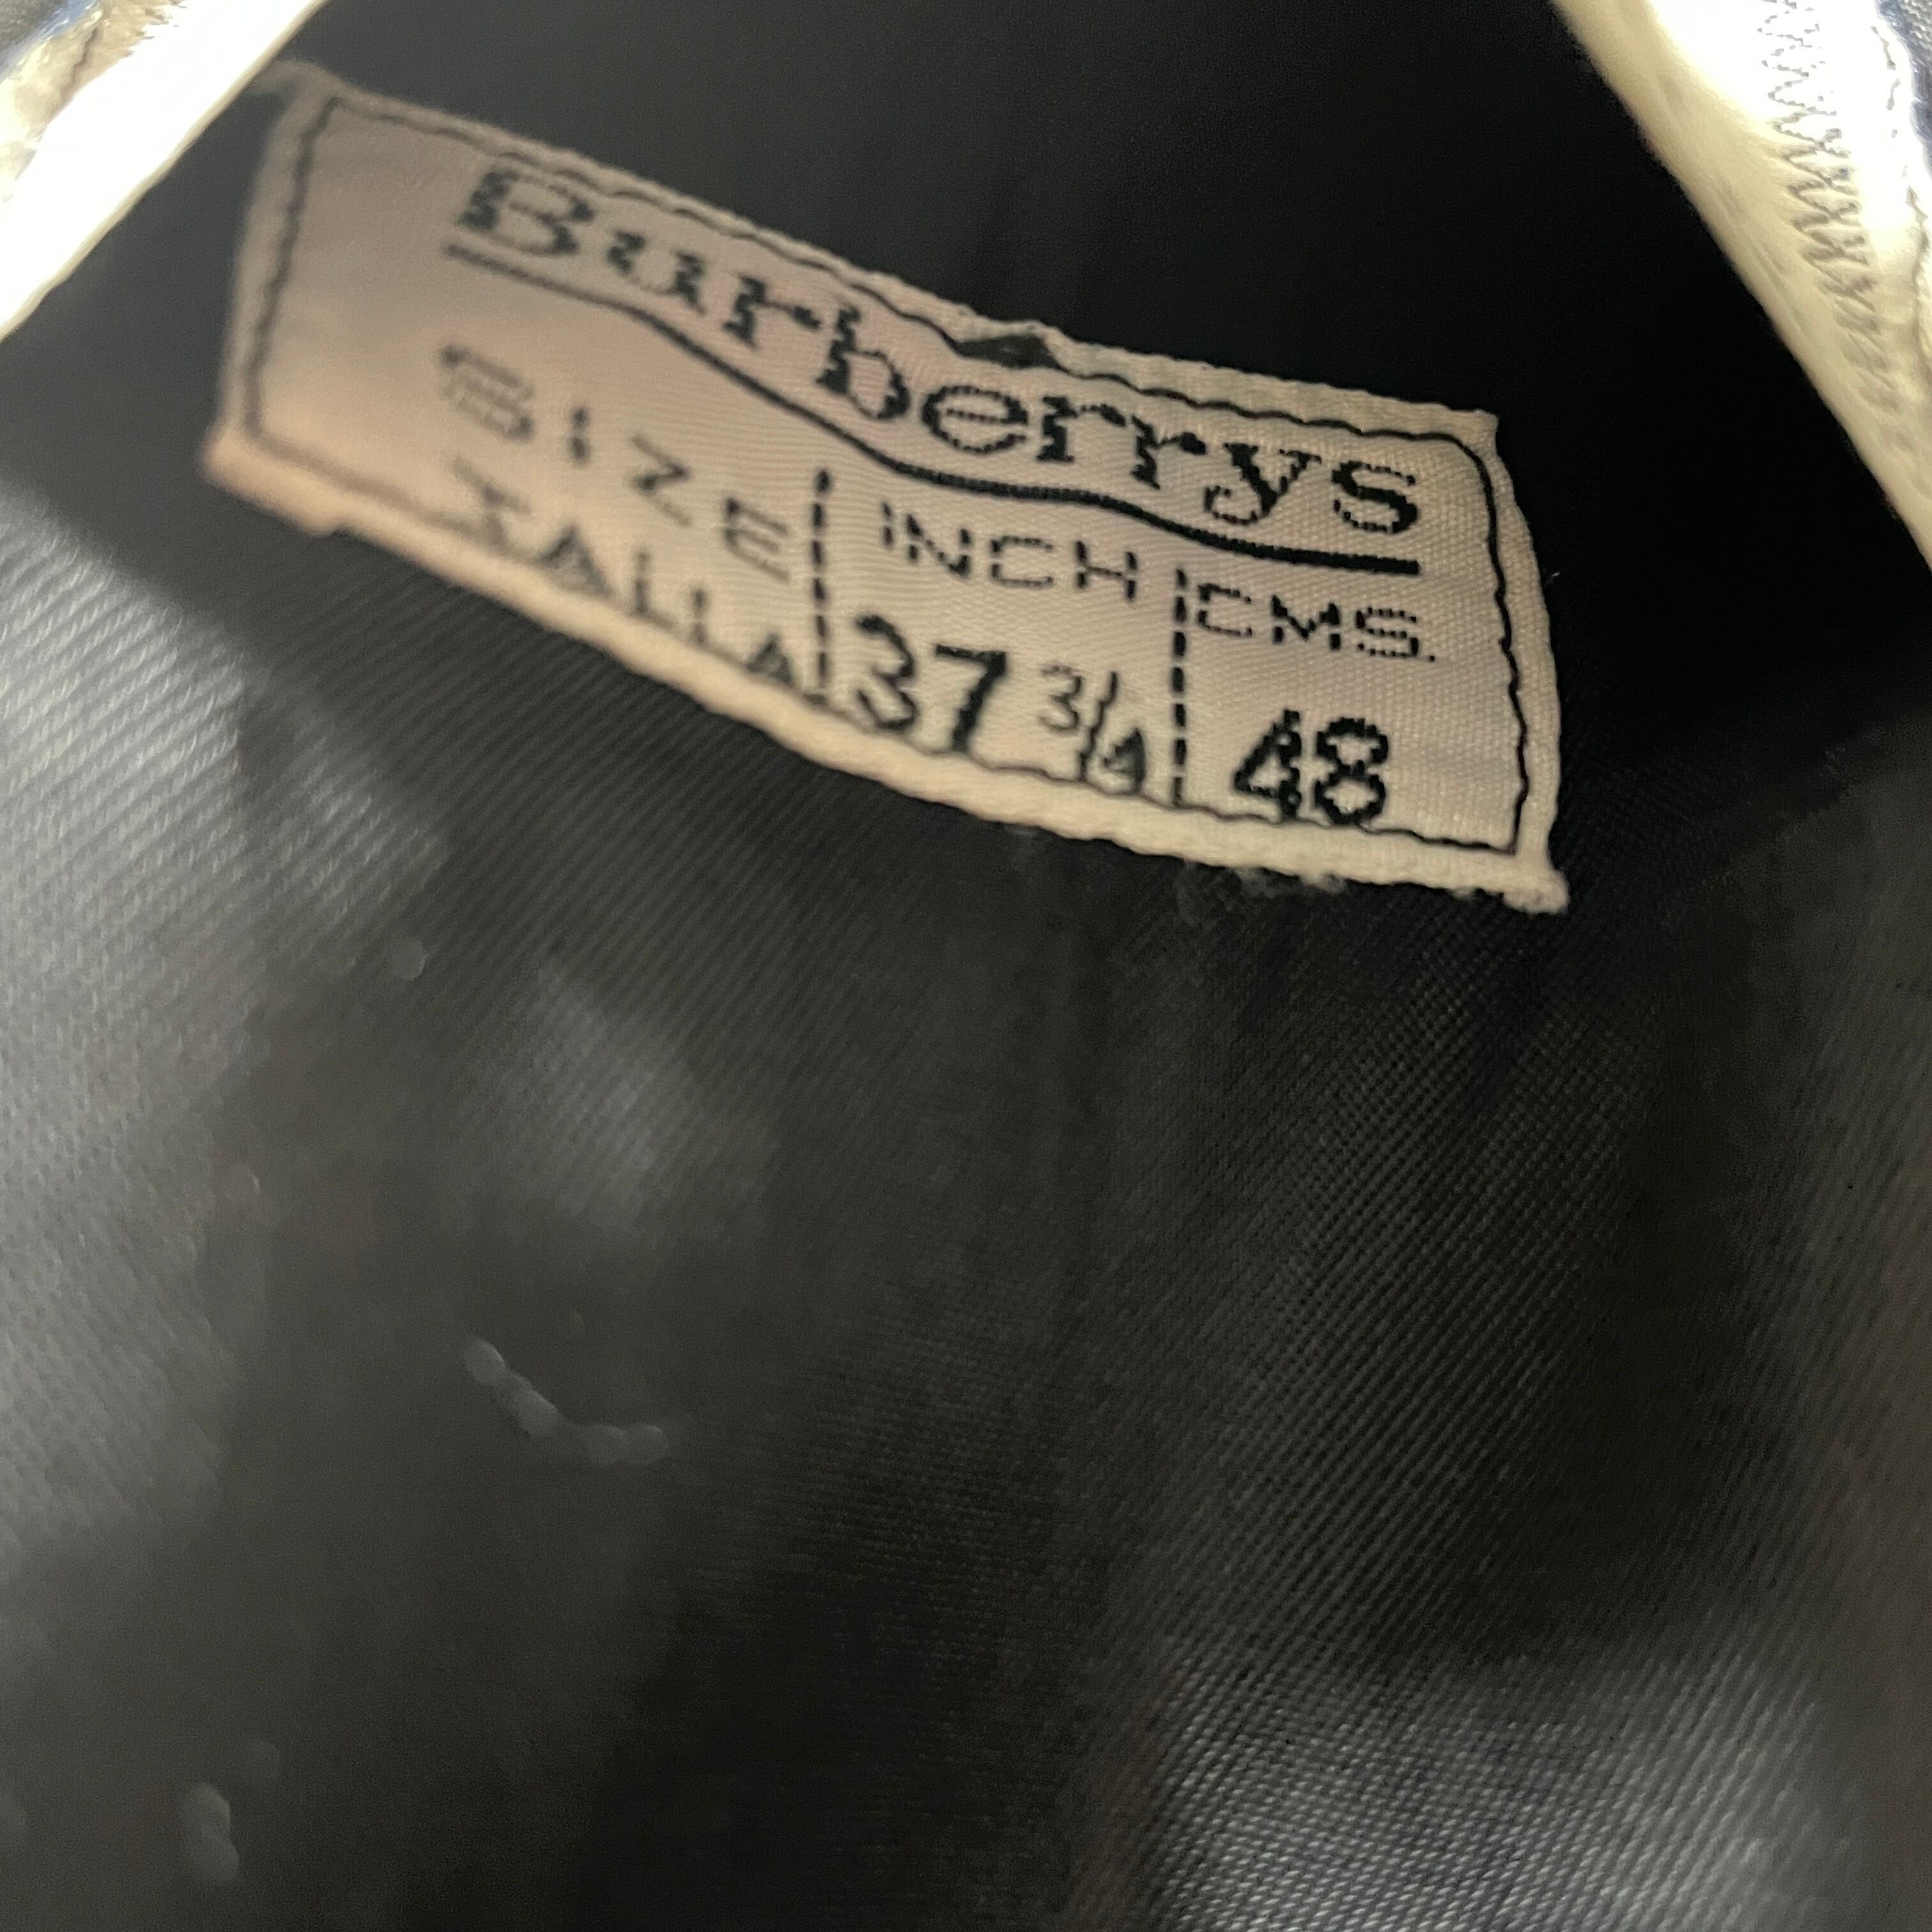 Burberrys
SIZE INCH CMS.
TALLA 37 3/4 48